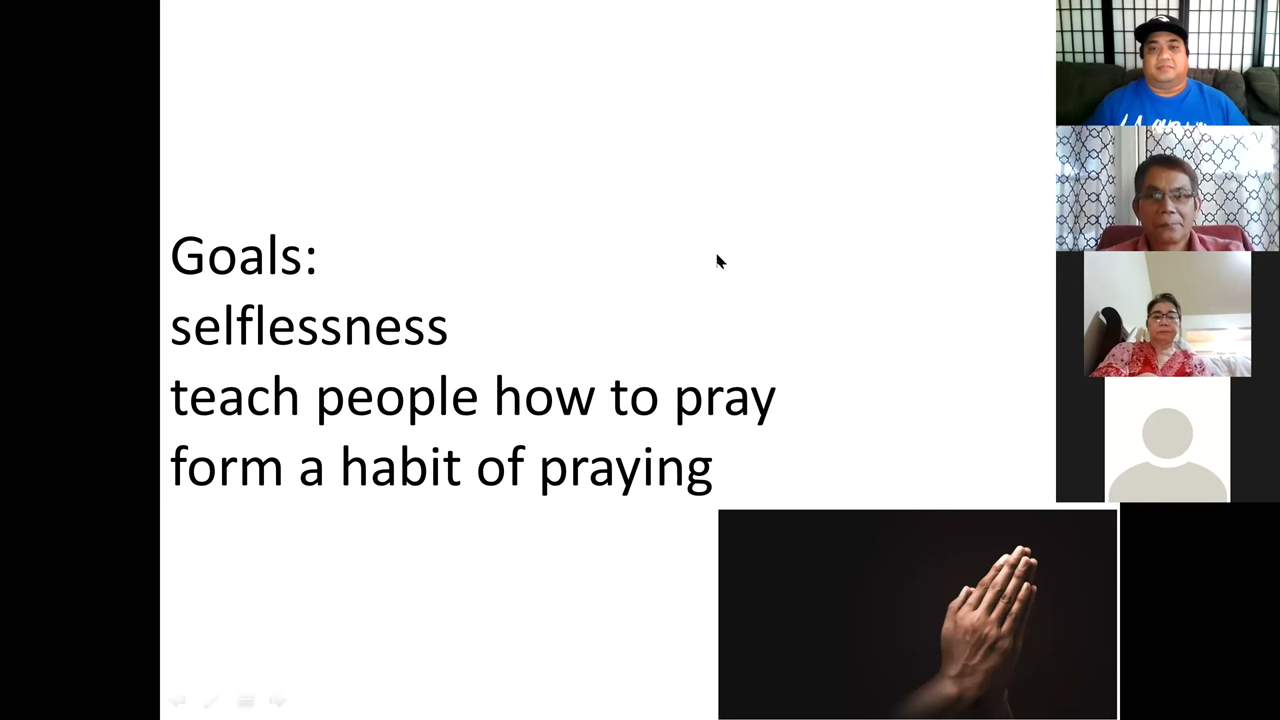 Goals:
selflessness
teach people how to pray
form a habit of praying